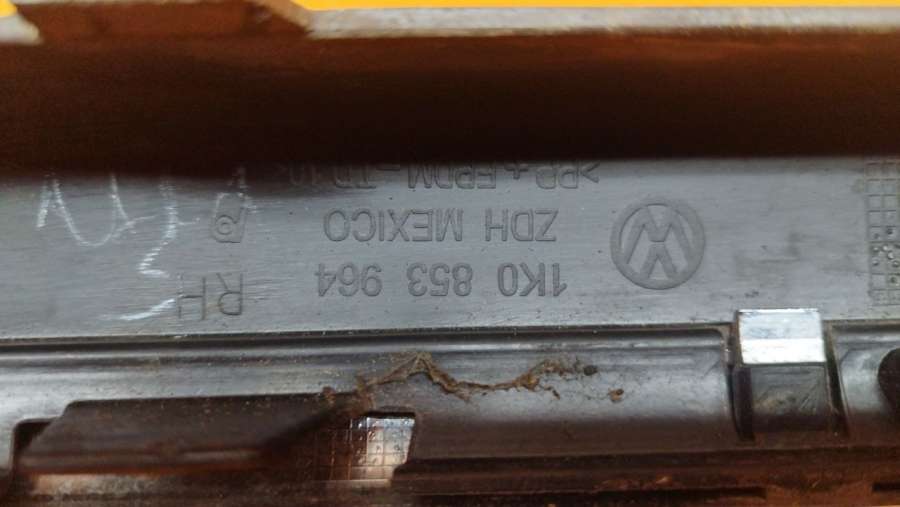 1K0 853 964 RH
ZDH MEXICO
>PP+EPDM-TD10<